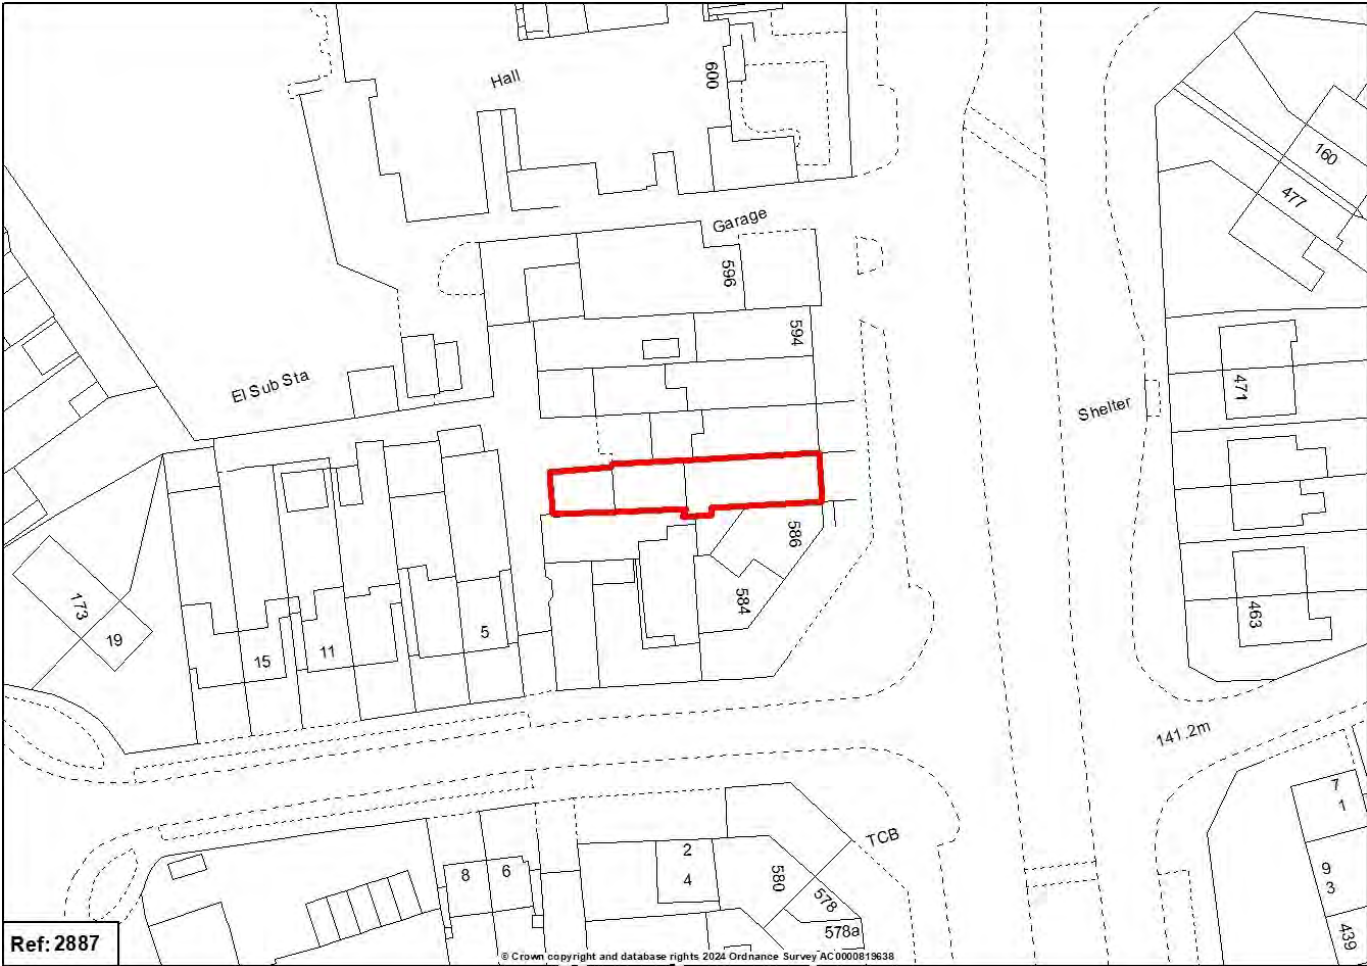 Hall
600
160
477
Garage
596
594
El Sub Sta
471
Shelter
586
584
463
173
19
15
11
5
141.2m
7
1
TCB
2
4
8
6
580
578
578a
9
3
439
Ref: 2887
© Crown copyright and database rights 2024 Ordnance Survey AC0000819638